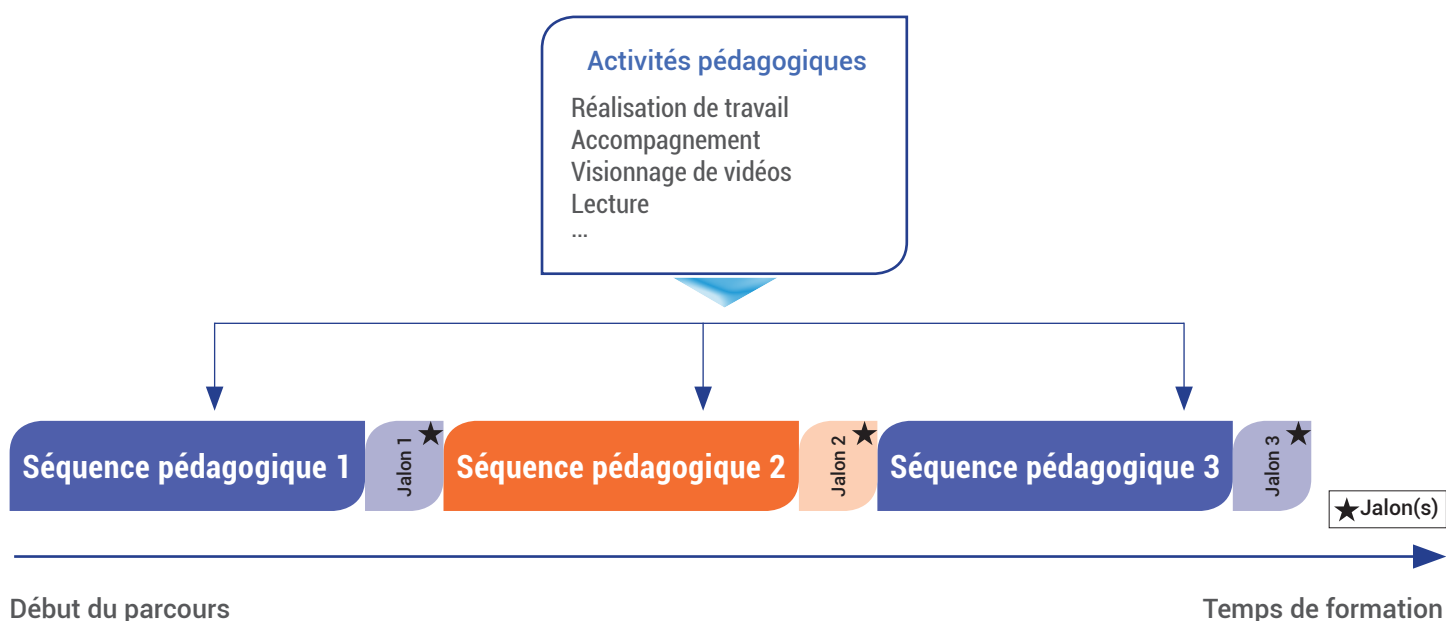 Activités pédagogiques
Réalisation de travail
Accompagnement
Visionnage de vidéos
Lecture
...
Séquence pédagogique 1
Jalon 1
Séquence pédagogique 2
Jalon 2
Séquence pédagogique 3
Jalon 3
Jalon(s)
Début du parcours
Temps de formation